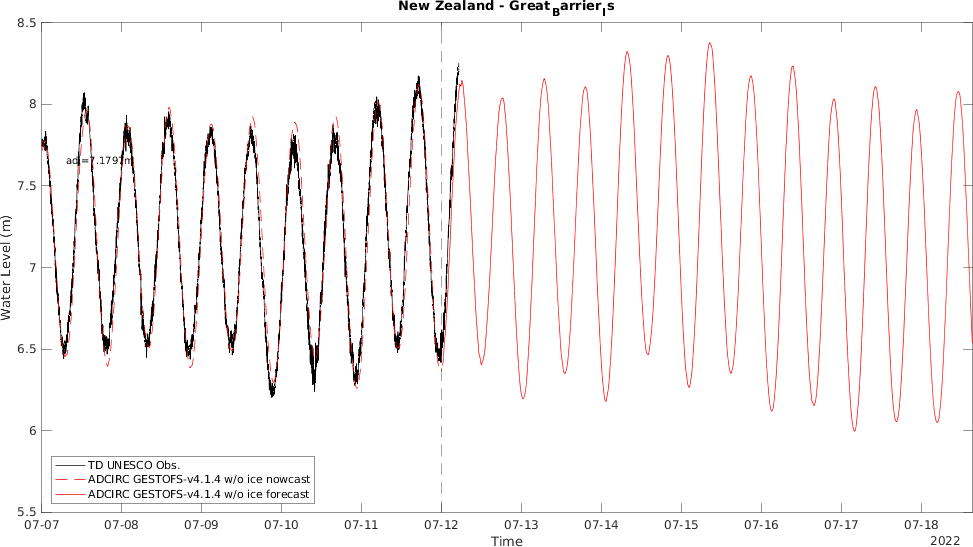 New Zealand - Great_Barrier_Is
8.5
8
7.5
7
6.5
6
5.5
Water Level (m)
adj=7.1797m
TD UNESCO Obs.
ADCIRC GESTOFS-v4.1.4 w/o ice nowcast
ADCIRC GESTOFS-v4.1.4 w/o ice forecast
07-07 07-08 07-09 07-10 07-11 07-12 07-13 07-14 07-15 07-16 07-17 07-18
Time
2022